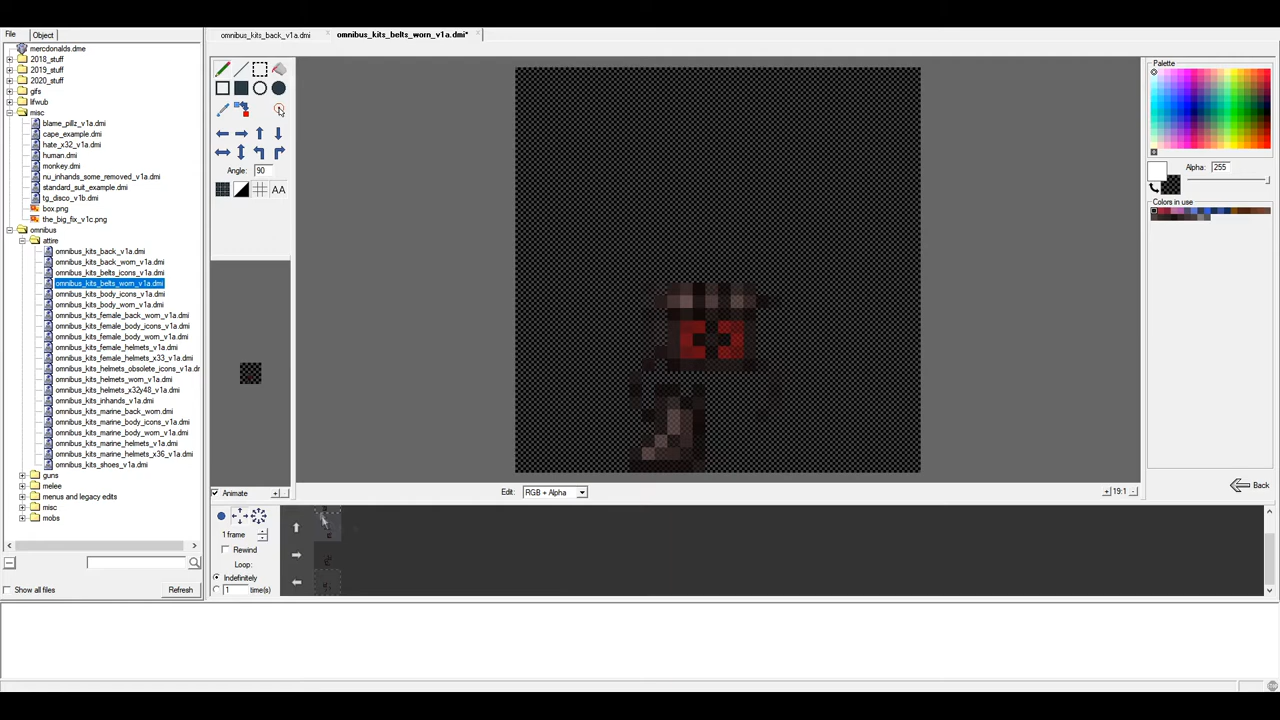 File
Object
omnibus_kits_back_v1a.dmi
omnibus_kits_belts_worn_v1a.dmi*
mercdonalds.dme
2018_stuff
2019_stuff
2020_stuff
gifs
lifwub
misc
blame_pillz_v1a.dmi
cape_example.dmi
hate_x32_v1a.dmi
human.dmi
monkey.dmi
nu_inhands_some_removed_v1a.dmi
standard_suit_example.dmi
tg_disco_v1b.dmi
box.png
the_big_fix_v1c.png
omnibus
attire
omnibus_kits_back_v1a.dmi
omnibus_kits_back_worn_v1a.dmi
omnibus_kits_belts_icons_v1a.dmi
omnibus_kits_belts_worn_v1a.dmi
omnibus_kits_body_icons_v1a.dmi
omnibus_kits_body_worn_v1a.dmi
omnibus_kits_female_back_worn_v1a.dmi
omnibus_kits_female_body_icons_v1a.dmi
omnibus_kits_female_body_worn_v1a.dmi
omnibus_kits_female_helmets_v1a.dmi
omnibus_kits_female_helmets_x33_v1a.dmi
omnibus_kits_helmets_obsolete_icons_v1a.d
omnibus_kits_helmets_worn_v1a.dmi
omnibus_kits_helmets_x32y48_v1a.dmi
omnibus_kits_inhands_v1a.dmi
omnibus_kits_marine_back_worn.dmi
omnibus_kits_marine_body_icons_v1a.dmi
omnibus_kits_marine_body_worn_v1a.dmi
omnibus_kits_marine_helmets_v1a.dmi
omnibus_kits_marine_helmets_x36_v1a.dmi
omnibus_kits_shoes_v1a.dmi
guns
melee
menus and legacy edits
misc
mobs
Show all files
Refresh
Angle: 90
AA
Animate
Edit: RGB + Alpha
19:1
1 frame
Rewind
Loop:
Indefinitely
1 time(s)
Palette
Alpha: 255
Colors in use
Back